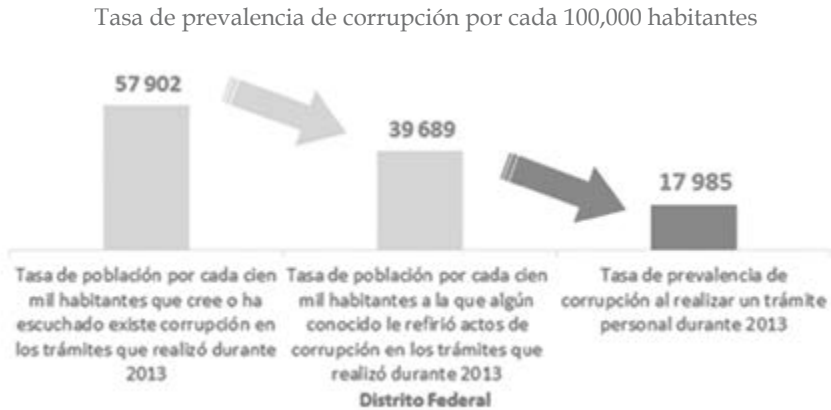 Tasa de prevalencia de corrupción por cada 100,000 habitantes
57 902
39 689
17 985
Tasa de población por cada cien
mil habitantes que cree o ha
escuchado existe corrupción en
los trámites que realizó durante
2013
Tasa de población por cada cien
mil habitantes a la que algún
conocido le refirió actos de
corrupción en los trámites que
realizó durante 2013
Tasa de prevalencia de
corrupción al realizar un trámite
personal durante 2013
Distrito Federal